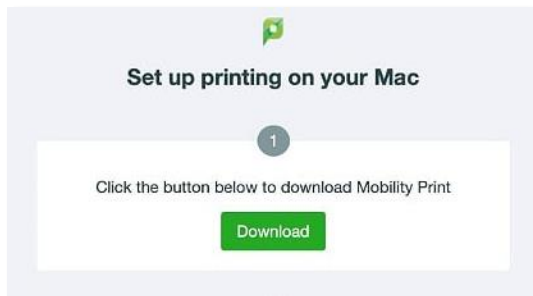 Set up printing on your Mac
1
Click the button below to download Mobility Print
Download